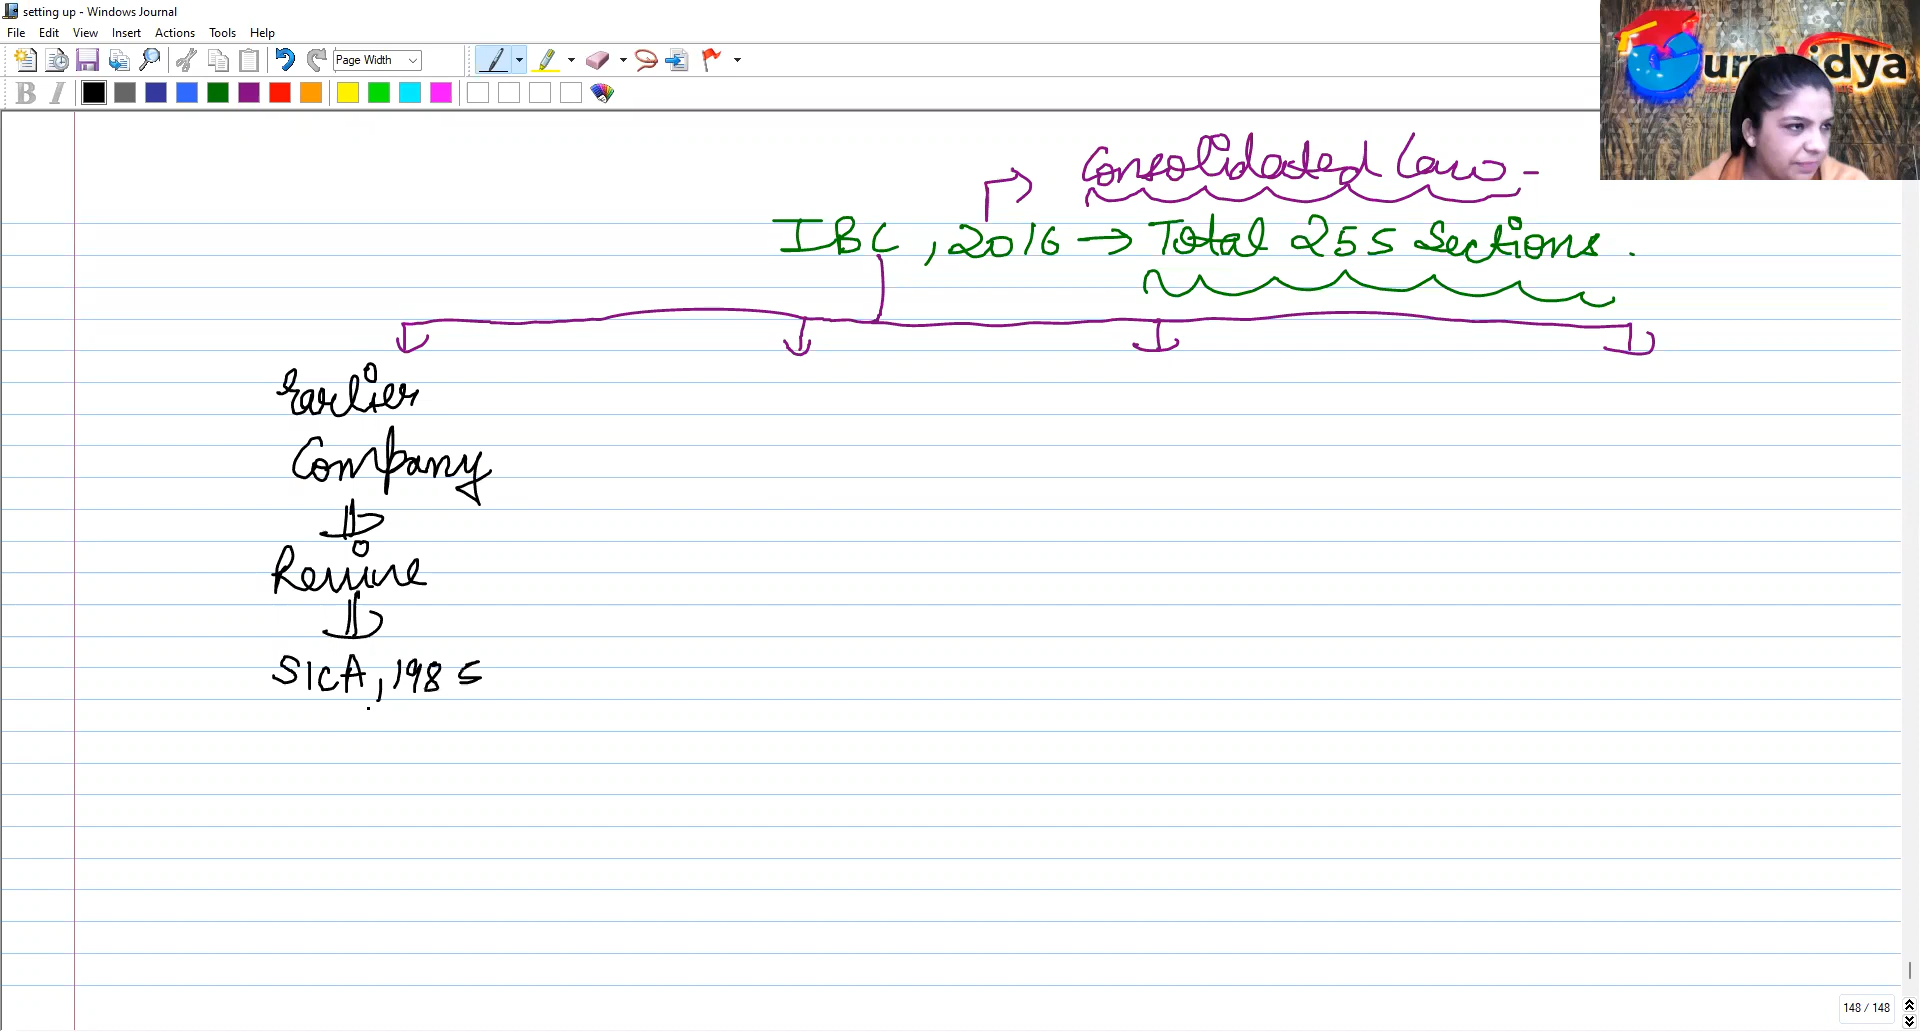 setting up - Windows Journal
File Edit View Insert Actions Tools Help
Page Width
B I
Consolidated Law -
IBC, 2016 → Total 255 Sections.
Earlier
Company
Revive
SICA, 1985
148 / 148